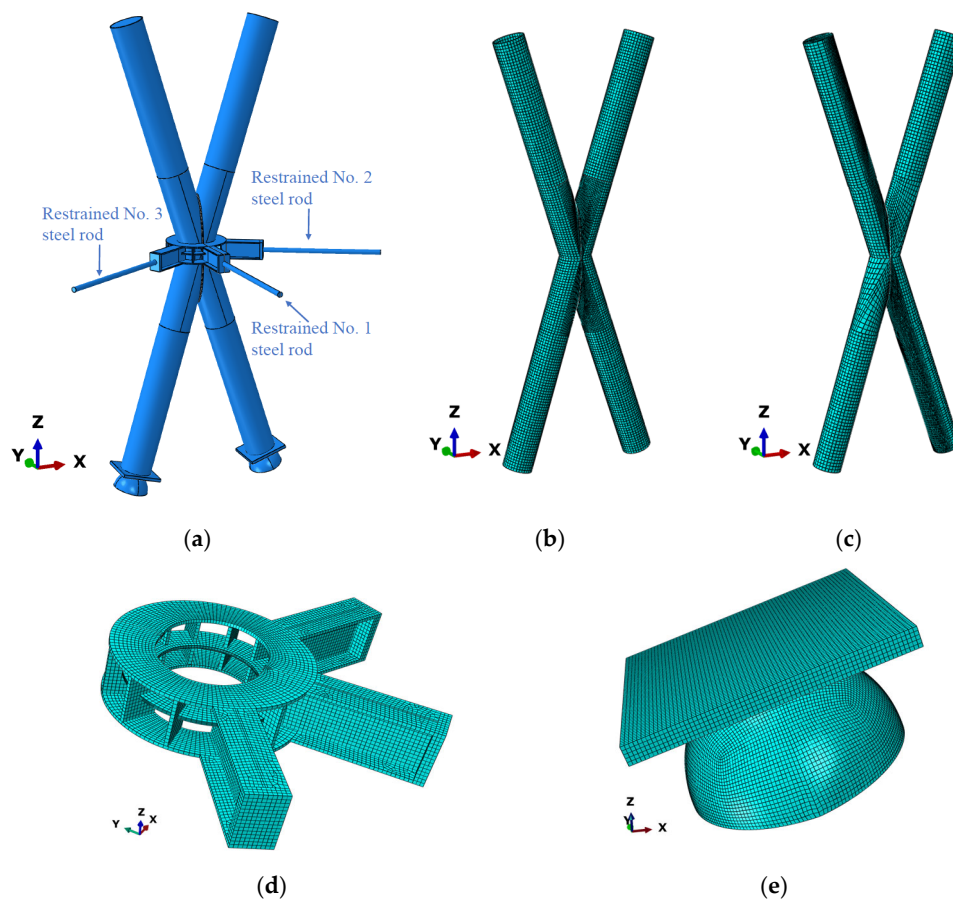 Restrained No. 2
steel rod
Restrained No. 3
steel rod
Restrained No. 1
steel rod
Z
Y
X
Z
Y
X
Z
Y
X
(a)
(b)
(c)
Z
Y
X
Z
Y
X
(d)
(e)